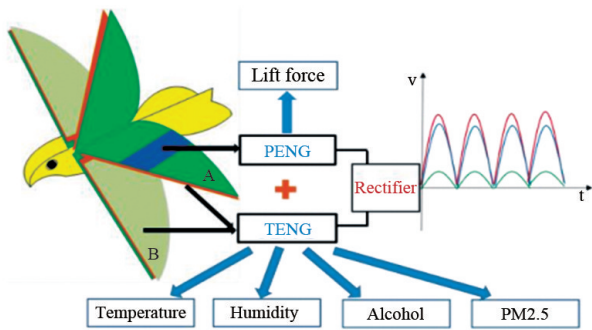 Lift force
V
PENG
A
Rectifier
t
TENG
B
Temperature
Humidity
Alcohol
PM2.5